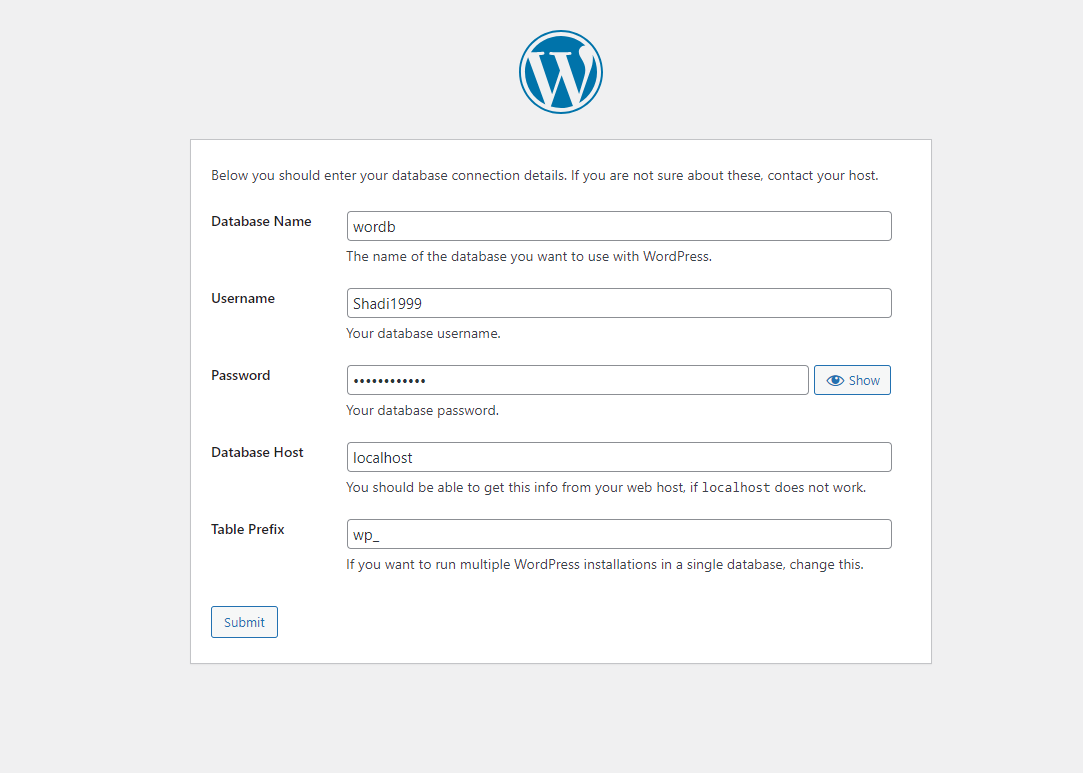 Below you should enter your database connection details. If you are not sure about these, contact your host.
Database Name
wordb
The name of the database you want to use with WordPress.
Username
Shadi1999
Your database username.
Password
••••••••••••
Show
Your database password.
Database Host
localhost
You should be able to get this info from your web host, if localhost does not work.
Table Prefix
wp_
If you want to run multiple WordPress installations in a single database, change this.
Submit